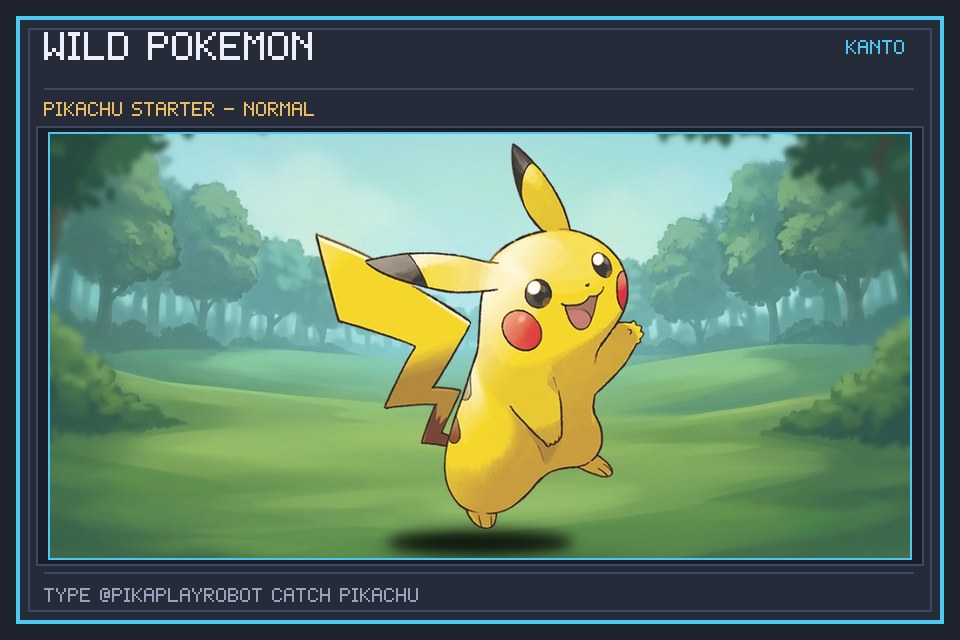 WILD POKEMON
KANTO
PIKACHU STARTER - NORMAL
TYPE @PIKAPLAYROBOT CATCH PIKACHU